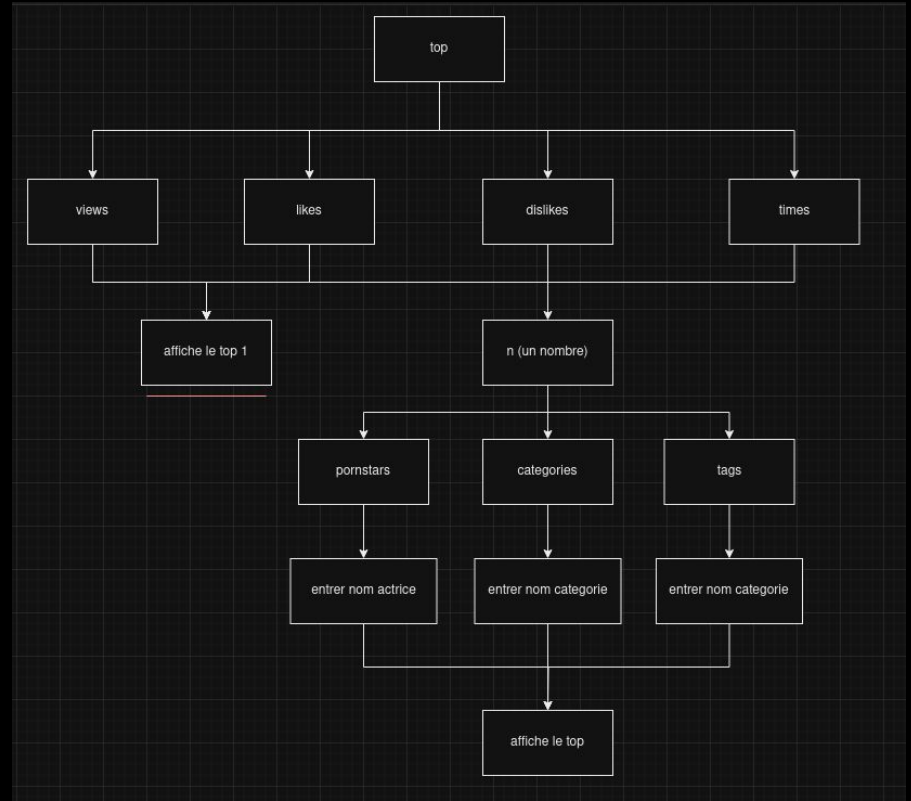 top
views
likes
dislikes
times
affiche le top 1
n (un nombre)
pornstars
categories
tags
entrer nom actrice
entrer nom categorie
entrer nom categorie
affiche le top